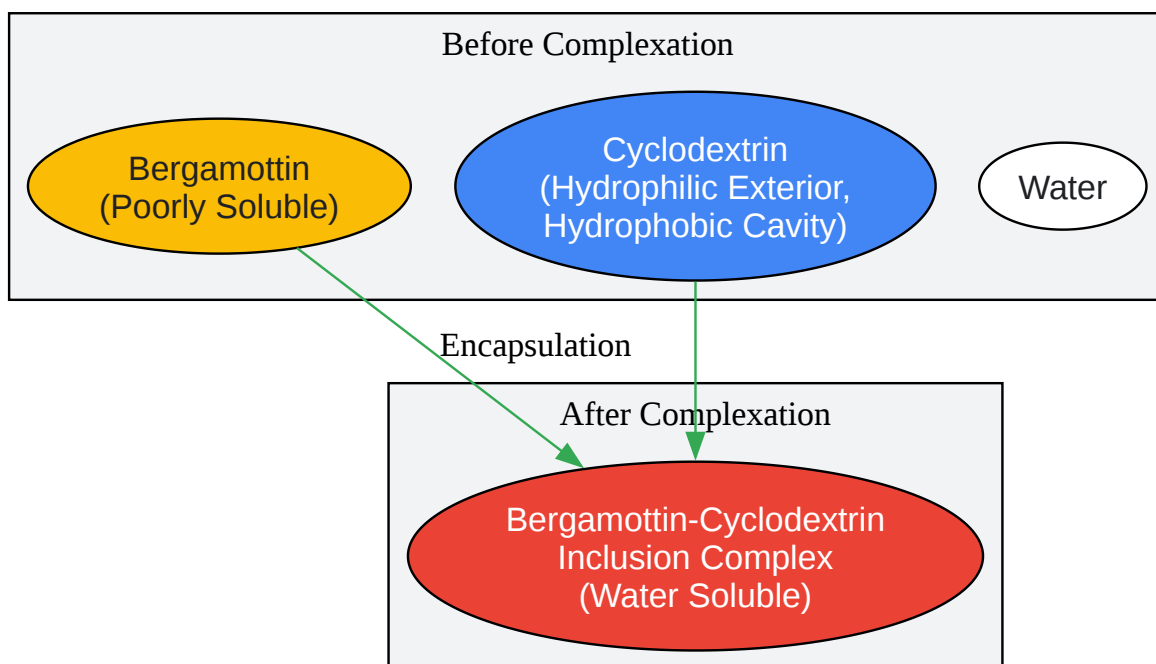 Before Complexation
Bergamottin
(Poorly Soluble)
Cyclodextrin
(Hydrophilic Exterior,
Hydrophobic Cavity)
Water
Encapsulation
After Complexation
Bergamottin-Cyclodextrin
Inclusion Complex
(Water Soluble)